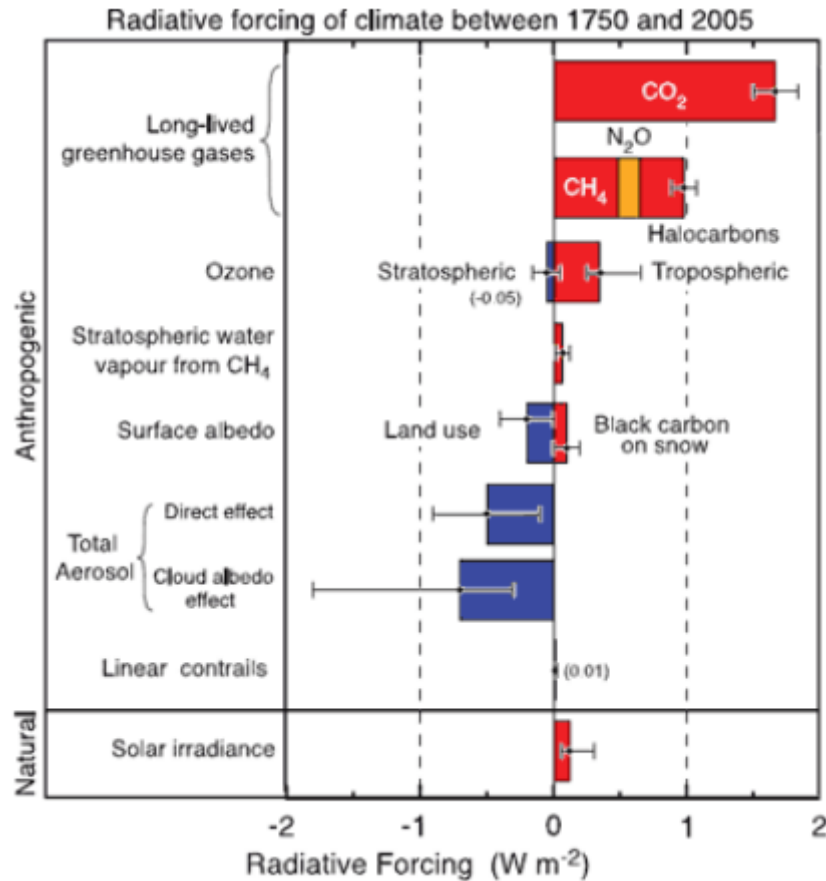 Radiative forcing of climate between 1750 and 2005
Anthropogenic
Long-lived
greenhouse gases
CO₂
N₂O
CH₄
Halocarbons
Ozone
Stratospheric
(-0.05)
Tropospheric
Stratospheric water
vapour from CH₄
Surface albedo
Land use
Black carbon
on snow
Total
Aerosol
Direct effect
Cloud albedo
effect
Linear contrails
(0.01)
Natural
Solar irradiance
-2 -1 0 1 2
Radiative Forcing (W m⁻²)